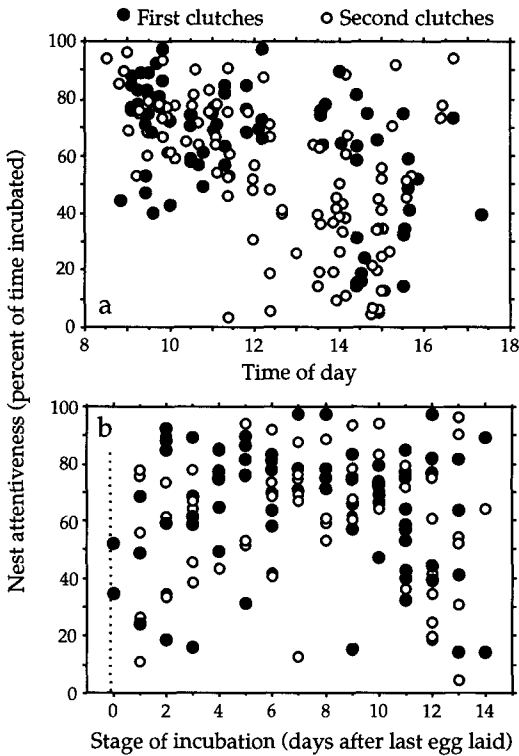 First clutches Second clutches
Nest attentiveness (percent of time incubated)
100
80
60
40
20
0
a
8 10 12 14 16 18
Time of day
100
80
60
40
20
0
b
0 2 4 6 8 10 12 14
Stage of incubation (days after last egg laid)